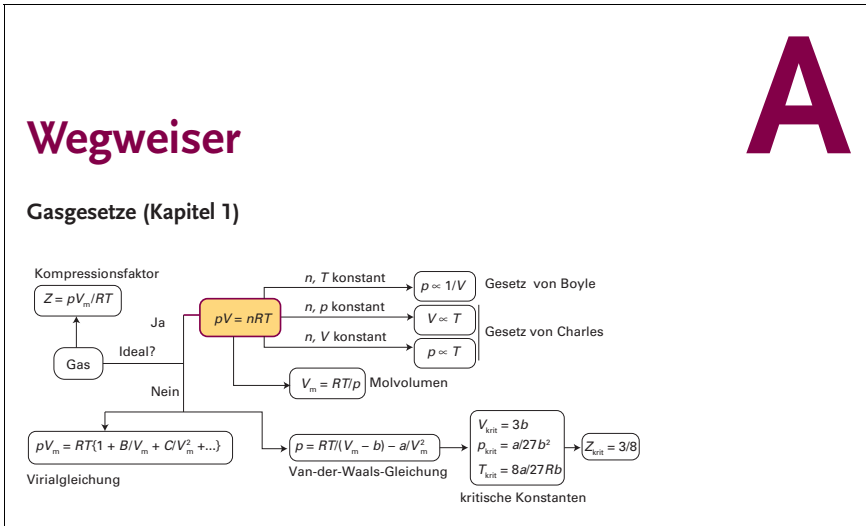 A
Wegweiser
Gasgesetze (Kapitel 1)
Kompressionsfaktor
Z = pVm/RT
Gas
Ideal?
Ja
Nein
pV = nRT
n, T konstant
p ∝ 1/V
Gesetz von Boyle
n, p konstant
V ∝ T
n, V konstant
p ∝ T
Gesetz von Charles
Vm = RT/p
Molvolumen
pVm = RT{1 + B/Vm + C/Vm² +...}
Virialgleichung
p = RT/(Vm – b) – a/Vm²
Van-der-Waals-Gleichung
Vkrit = 3b
pkrit = a/27b²
Tkrit = 8a/27Rb
kritische Konstanten
Zkrit = 3/8